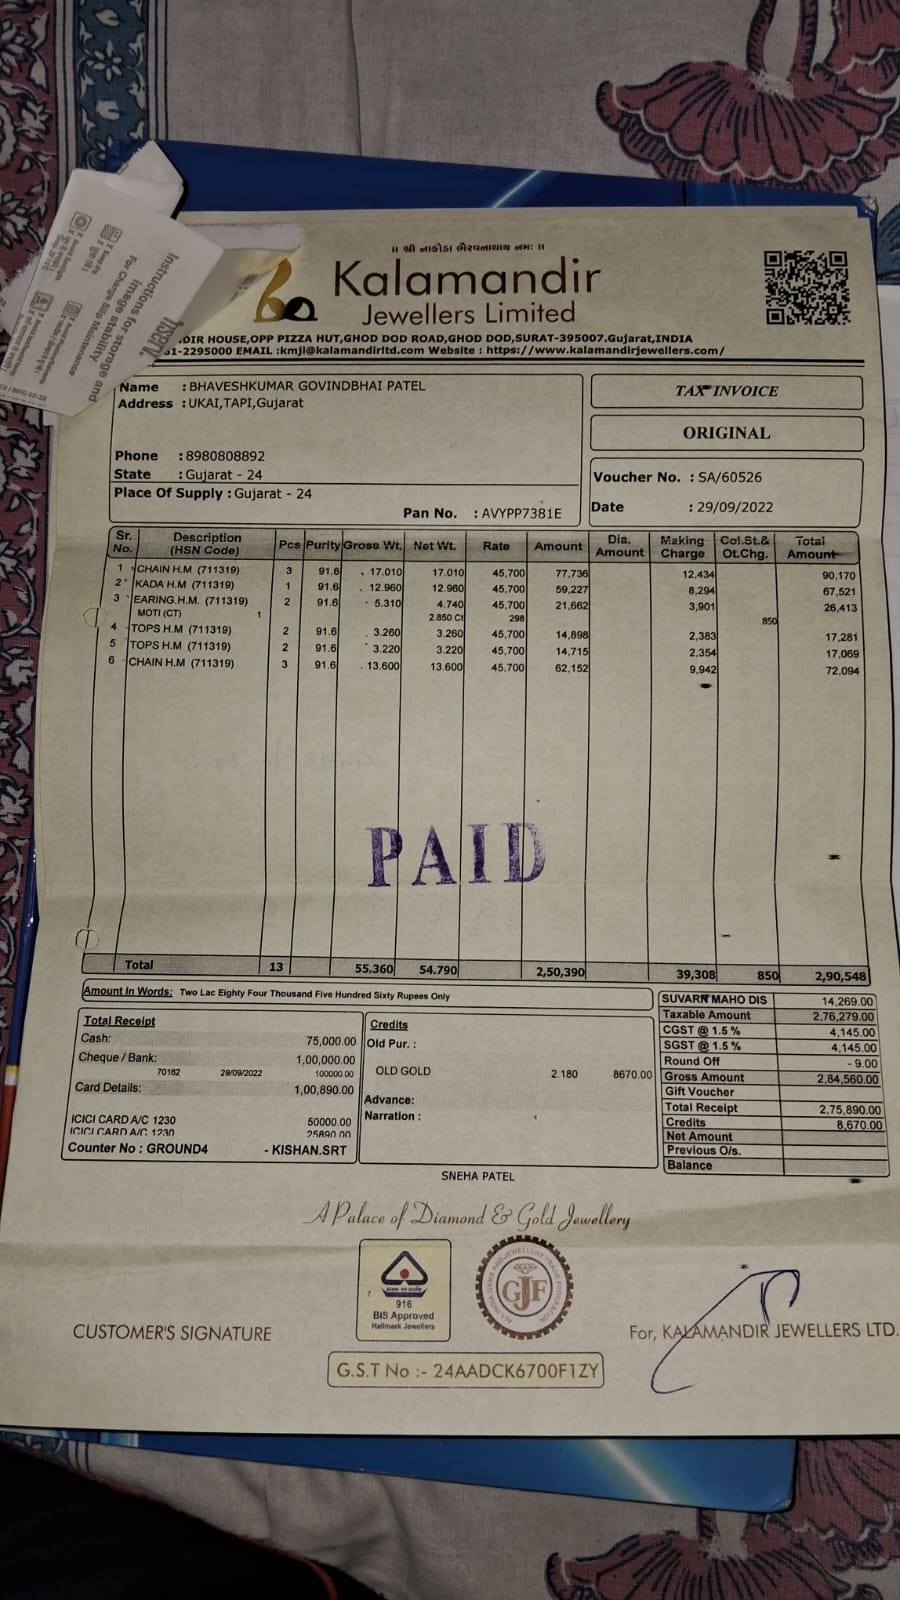 Instructions for storage and
image stability
For Charge Slip Maintenance
fiserv.
|| શ્રી નાકોડા ભૈરવનાથાય નમઃ ||
Kalamandir
Jewellers Limited
DIR HOUSE,OPP PIZZA HUT,GHOD DOD ROAD,GHOD DOD,SURAT-395007.Gujarat,INDIA
1-2295000 EMAIL :kmjl@kalamandirltd.com Website : https://www.kalamandirjewellers.com/
Name : BHAVESHKUMAR GOVINDBHAI PATEL
Address : UKAI,TAPI,Gujarat
TAX INVOICE
ORIGINAL
Phone : 8980808892
State : Gujarat - 24
Place Of Supply : Gujarat - 24
Pan No. : AVYPP7381E
Voucher No. : SA/60526
Date : 29/09/2022
Sr. No. Description (HSN Code) Pcs Purity Gross Wt. Net Wt. Rate Amount Dia. Amount Making Charge Col.St.& Ot.Chg. Total Amount
1 CHAIN H.M (711319) 3 91.6 17.010 17.010 45,700 77,736 12,434 90,170
2 KADA H.M (711319) 1 91.6 12.960 12.960 45,700 59,227 8,294 67,521
3 EARING.H.M. (711319) 2 91.6 5.310 4.740 45,700 21,662 3,901 26,413
MOTI (CT) 1 2.850 Ct 298 850
4 TOPS H.M (711319) 2 91.6 3.260 3.260 45,700 14,898 2,383 17,281
5 TOPS H.M (711319) 2 91.6 3.220 3.220 45,700 14,715 2,354 17,069
6 CHAIN H.M (711319) 3 91.6 13.600 13.600 45,700 62,152 9,942 72,094
PAID
Total 13 55.360 54.790 2,50,390 39,308 850 2,90,548
Amount In Words: Two Lac Eighty Four Thousand Five Hundred Sixty Rupees Only
Total Receipt
Cash: 75,000.00
Cheque / Bank: 1,00,000.00
70162 29/09/2022 100000.00
Card Details: 1,00,890.00
ICICI CARD A/C 1230 50000.00
ICICI CARD A/C 1230 25890.00
Counter No : GROUND4 - KISHAN.SRT
Credits
Old Pur. :
OLD GOLD 2.180 8670.00
Advance:
Narration :
SUVARN MAHO DIS 14,269.00
Taxable Amount 2,76,279.00
CGST @ 1.5 % 4,145.00
SGST @ 1.5 % 4,145.00
Round Off - 9.00
Gross Amount 2,84,560.00
Gift Voucher
Total Receipt 2,75,890.00
Credits 8,670.00
Net Amount
Previous O/s.
Balance
SNEHA PATEL
A Palace of Diamond & Gold Jewellery
916
BIS Approved
Hallmark Jewellers
ALL INDIA GEMS AND JEWELLERY TRADE FEDERATION
GJF
CUSTOMER'S SIGNATURE
For, KALAMANDIR JEWELLERS LTD.
G.S.T No :- 24AADCK6700F1ZY